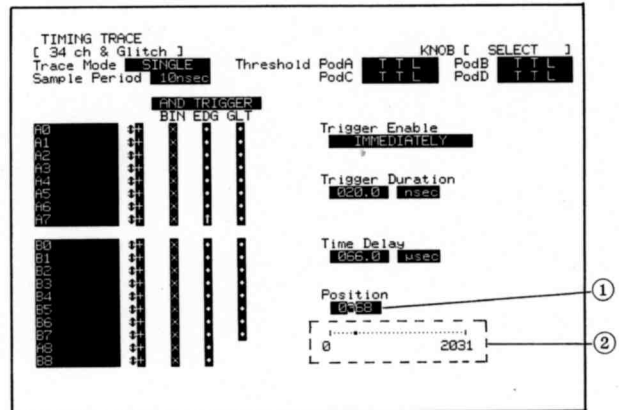 TIMING TRACE
[ 34 ch & Glitch ] KNOB [ SELECT ]
Trace Mode SINGLE Threshold PodA TTL PodB TTL
Sample Period 10nsec PodC TTL PodD TTL
AND TRIGGER
BIN EDG GLT
A0
A1
A2
A3
A4
A5
A6
A7
B0
B1
B2
B3
B4
B5
B6
B7
A8
B8
Trigger Enable
IMMEDIATELY
Trigger Duration
020.0 nsec
Time Delay
066.0 µsec
Position
0368
0 2031
①
②